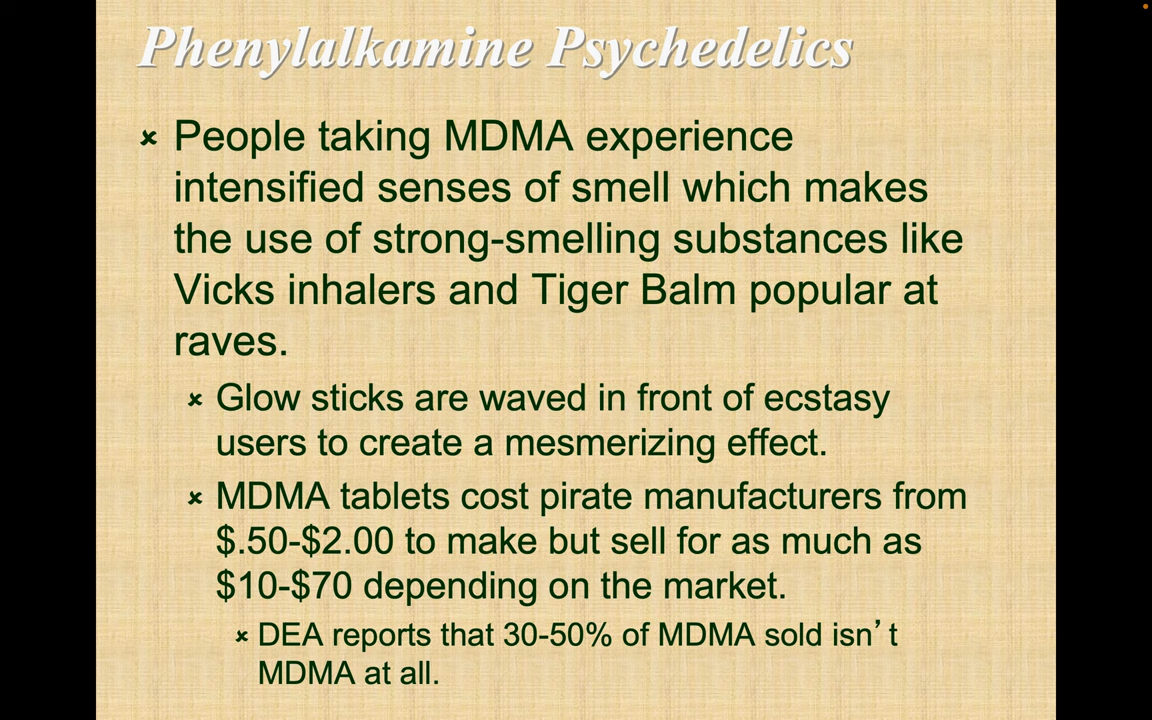 Phenylalkamine Psychedelics
People taking MDMA experience
intensified senses of smell which makes
the use of strong-smelling substances like
Vicks inhalers and Tiger Balm popular at
raves.
Glow sticks are waved in front of ecstasy
users to create a mesmerizing effect.
MDMA tablets cost pirate manufacturers from
$.50-$2.00 to make but sell for as much as
$10-$70 depending on the market.
DEA reports that 30-50% of MDMA sold isn’t
MDMA at all.